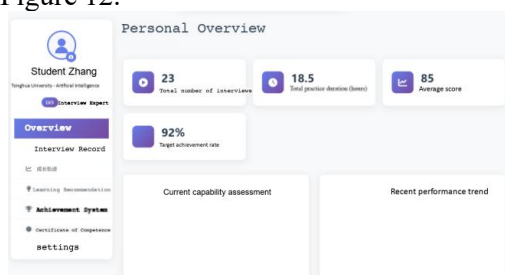 Figure 12.
Personal Overview
Student Zhang
Tsinghua University - Artificial Intelligence
Interview Expert
Overview
Interview Record
Learning Recommendation
Achievement System
Certificate of Competence
settings
23
Total number of interviews
18.5
Total practice duration (hours)
85
Average score
92%
Target achievement rate
Current capability assessment
Recent performance trend